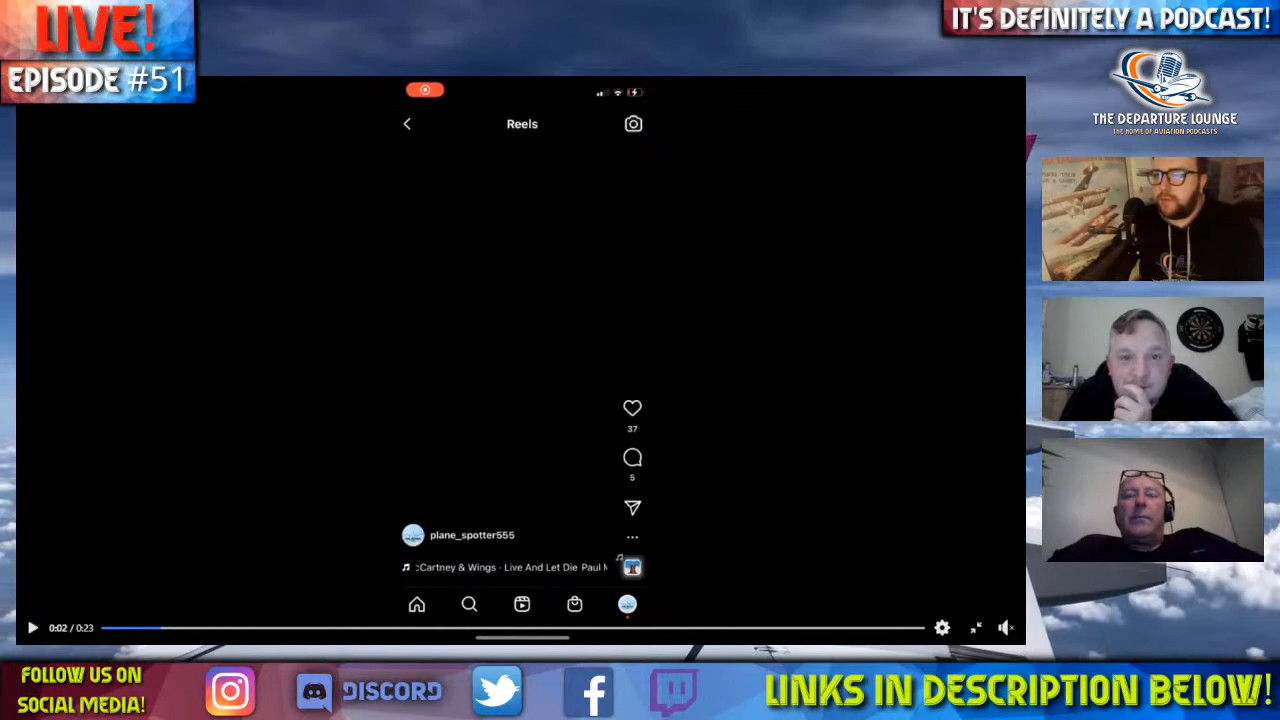 LIVE!
EPISODE #51
IT'S DEFINITELY A PODCAST!
THE DEPARTURE LOUNGE
THE HOME OF AVIATION PODCASTS
Reels
37
5
plane_spotter555
cCartney & Wings · Live And Let Die Paul M
0:02 / 0:23
FOLLOW US ON
SOCIAL MEDIA!
DISCORD
LINKS IN DESCRIPTION BELOW!